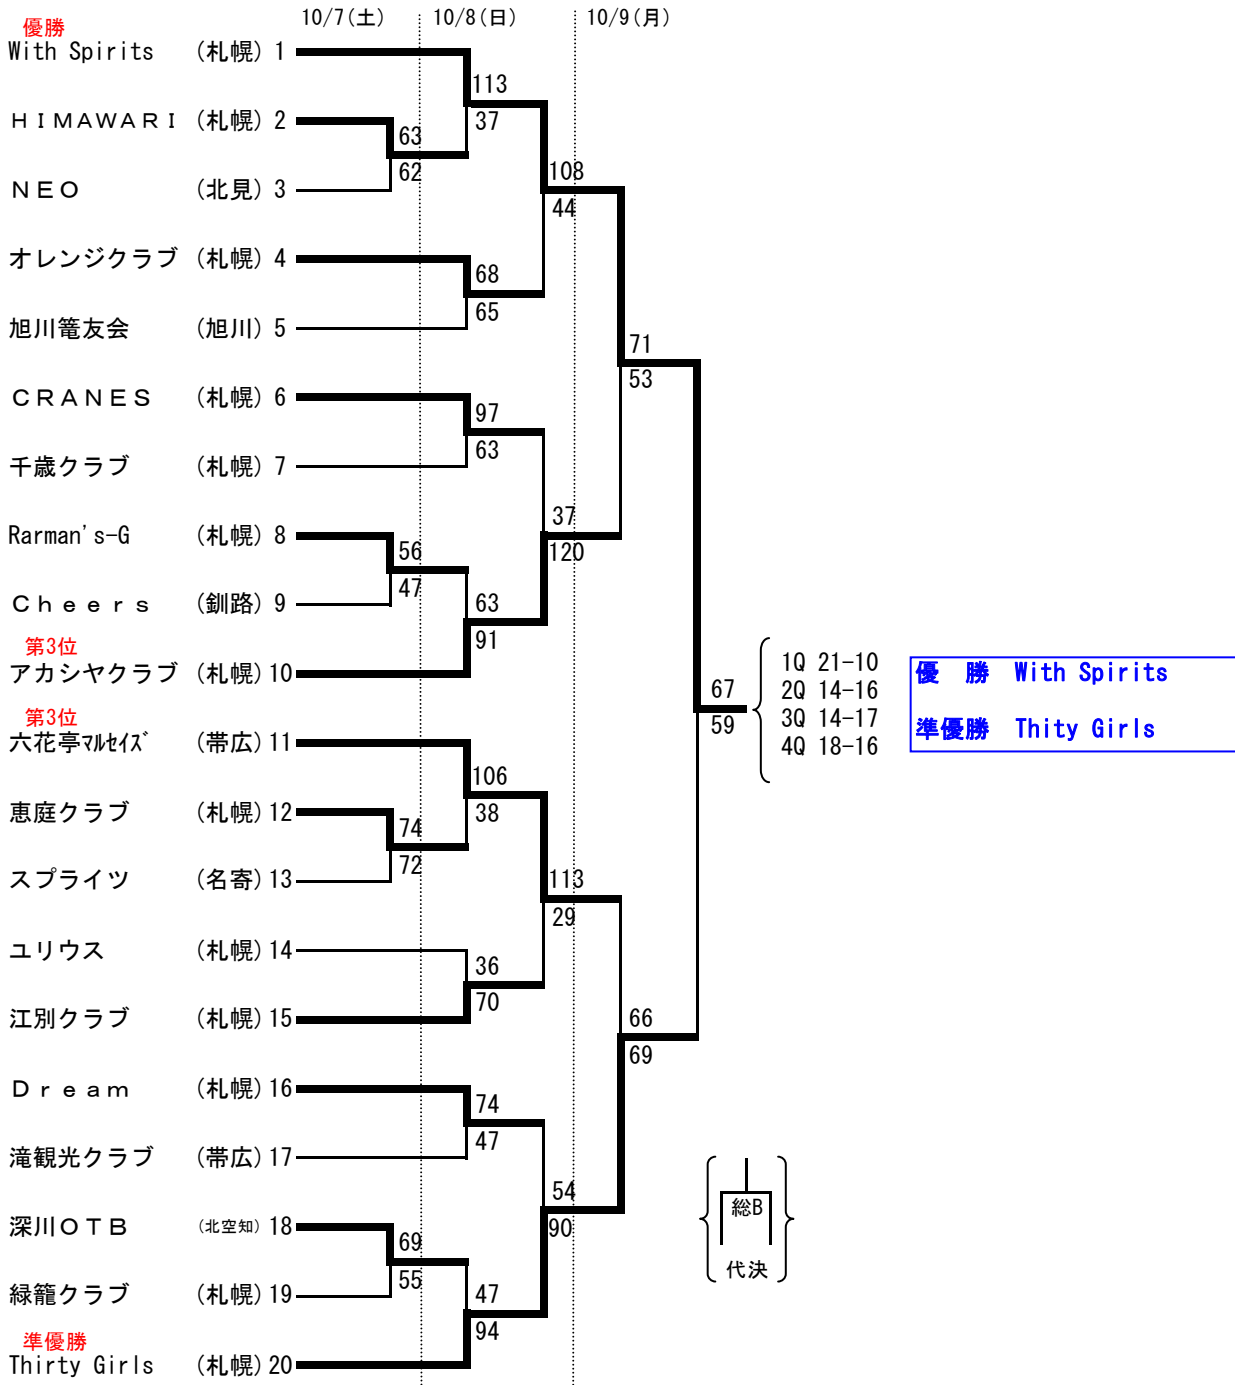 10/7(土) 10/8(日) 10/9(月)
優勝
With Spirits (札幌) 1
113
37
ＨＩＭＡＷＡＲＩ (札幌) 2
63
62
ＮＥＯ (北見) 3
108
44
オレンジクラブ (札幌) 4
68
65
旭川篭友会 (旭川) 5
71
53
ＣＲＡＮＥＳ (札幌) 6
97
63
千歳クラブ (札幌) 7
37
120
Rarman's-G (札幌) 8
56
47
Ｃｈｅｅｒｓ (釧路) 9
63
91
第3位
アカシヤクラブ (札幌) 10
67
59
1Q 21-10
2Q 14-16
3Q 14-17
4Q 18-16
優　勝　With Spirits
準優勝　Thity Girls
第3位
六花亭ﾏﾙｾｲｽﾞ (帯広) 11
106
38
恵庭クラブ (札幌) 12
74
72
スプライツ (名寄) 13
113
29
ユリウス (札幌) 14
36
70
江別クラブ (札幌) 15
66
69
Ｄｒｅａｍ (札幌) 16
74
47
滝観光クラブ (帯広) 17
54
90
総B
代決
深川ＯＴＢ (北空知) 18
69
55
緑籠クラブ (札幌) 19
47
94
準優勝
Thirty Girls (札幌) 20